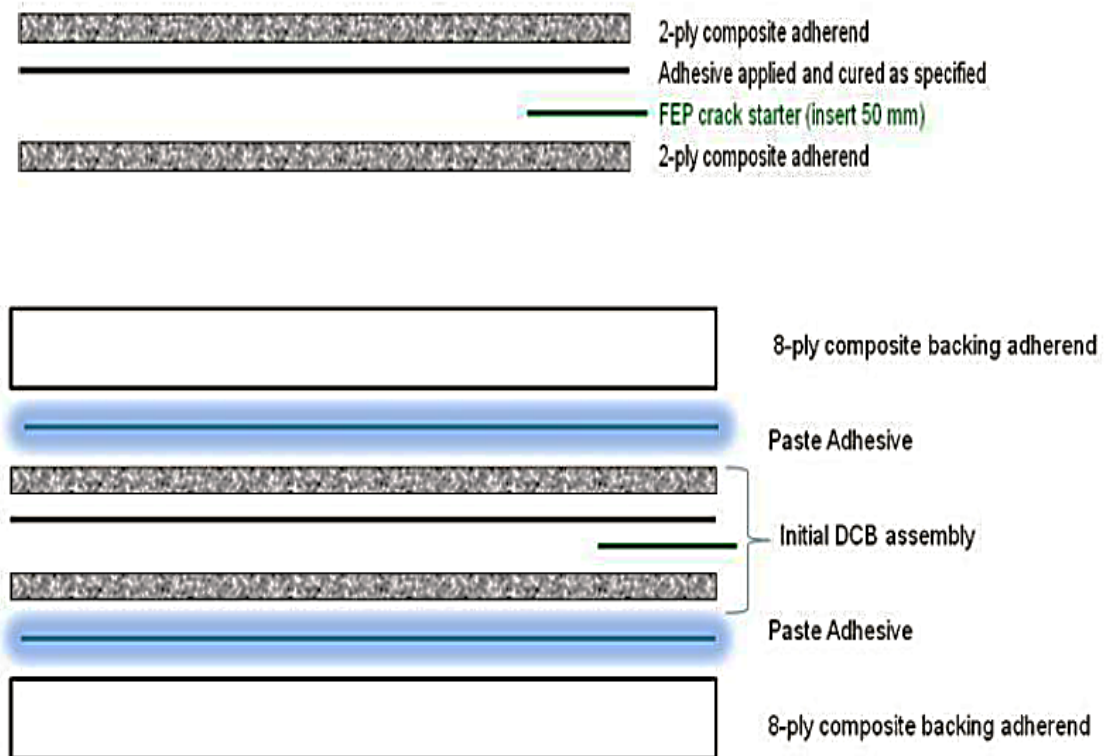 2-ply composite adherend
Adhesive applied and cured as specified
FEP crack starter (insert 50 mm)
2-ply composite adherend
8-ply composite backing adherend
Paste Adhesive
Initial DCB assembly
Paste Adhesive
8-ply composite backing adherend